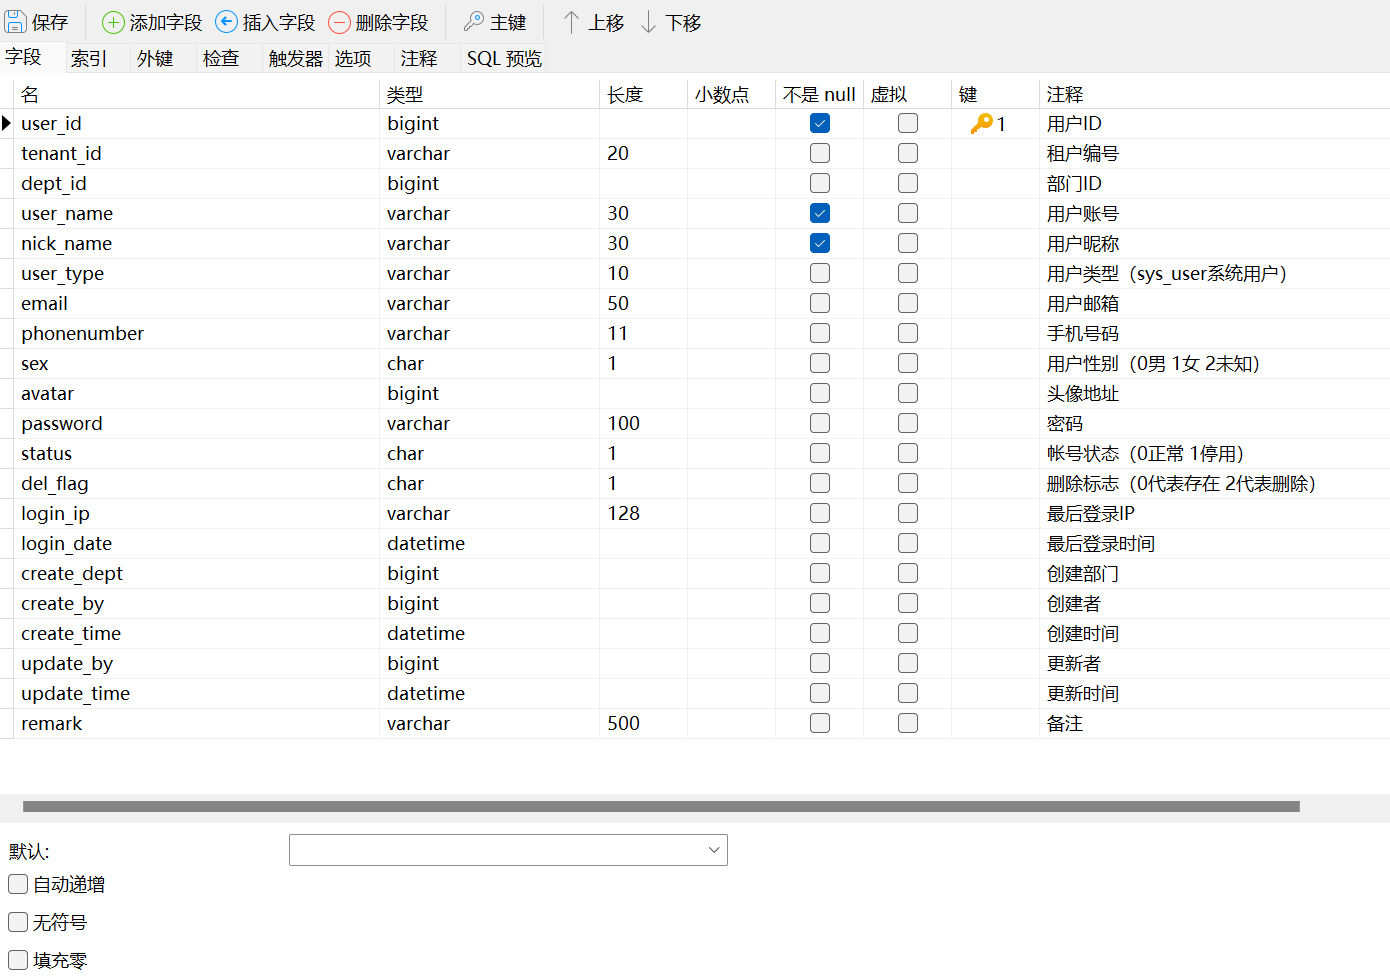 保存 添加字段 插入字段 删除字段 主键 上移 下移
字段 索引 外键 检查 触发器 选项 注释 SQL 预览
名 类型 长度 小数点 不是 null 虚拟 键 注释
user_id bigint 1 用户ID
tenant_id varchar 20 租户编号
dept_id bigint 部门ID
user_name varchar 30 用户账号
nick_name varchar 30 用户昵称
user_type varchar 10 用户类型（sys_user系统用户）
email varchar 50 用户邮箱
phonenumber varchar 11 手机号码
sex char 1 用户性别（0男 1女 2未知）
avatar bigint 头像地址
password varchar 100 密码
status char 1 帐号状态（0正常 1停用）
del_flag char 1 删除标志（0代表存在 2代表删除）
login_ip varchar 128 最后登录IP
login_date datetime 最后登录时间
create_dept bigint 创建部门
create_by bigint 创建者
create_time datetime 创建时间
update_by bigint 更新者
update_time datetime 更新时间
remark varchar 500 备注
默认:
自动递增
无符号
填充零